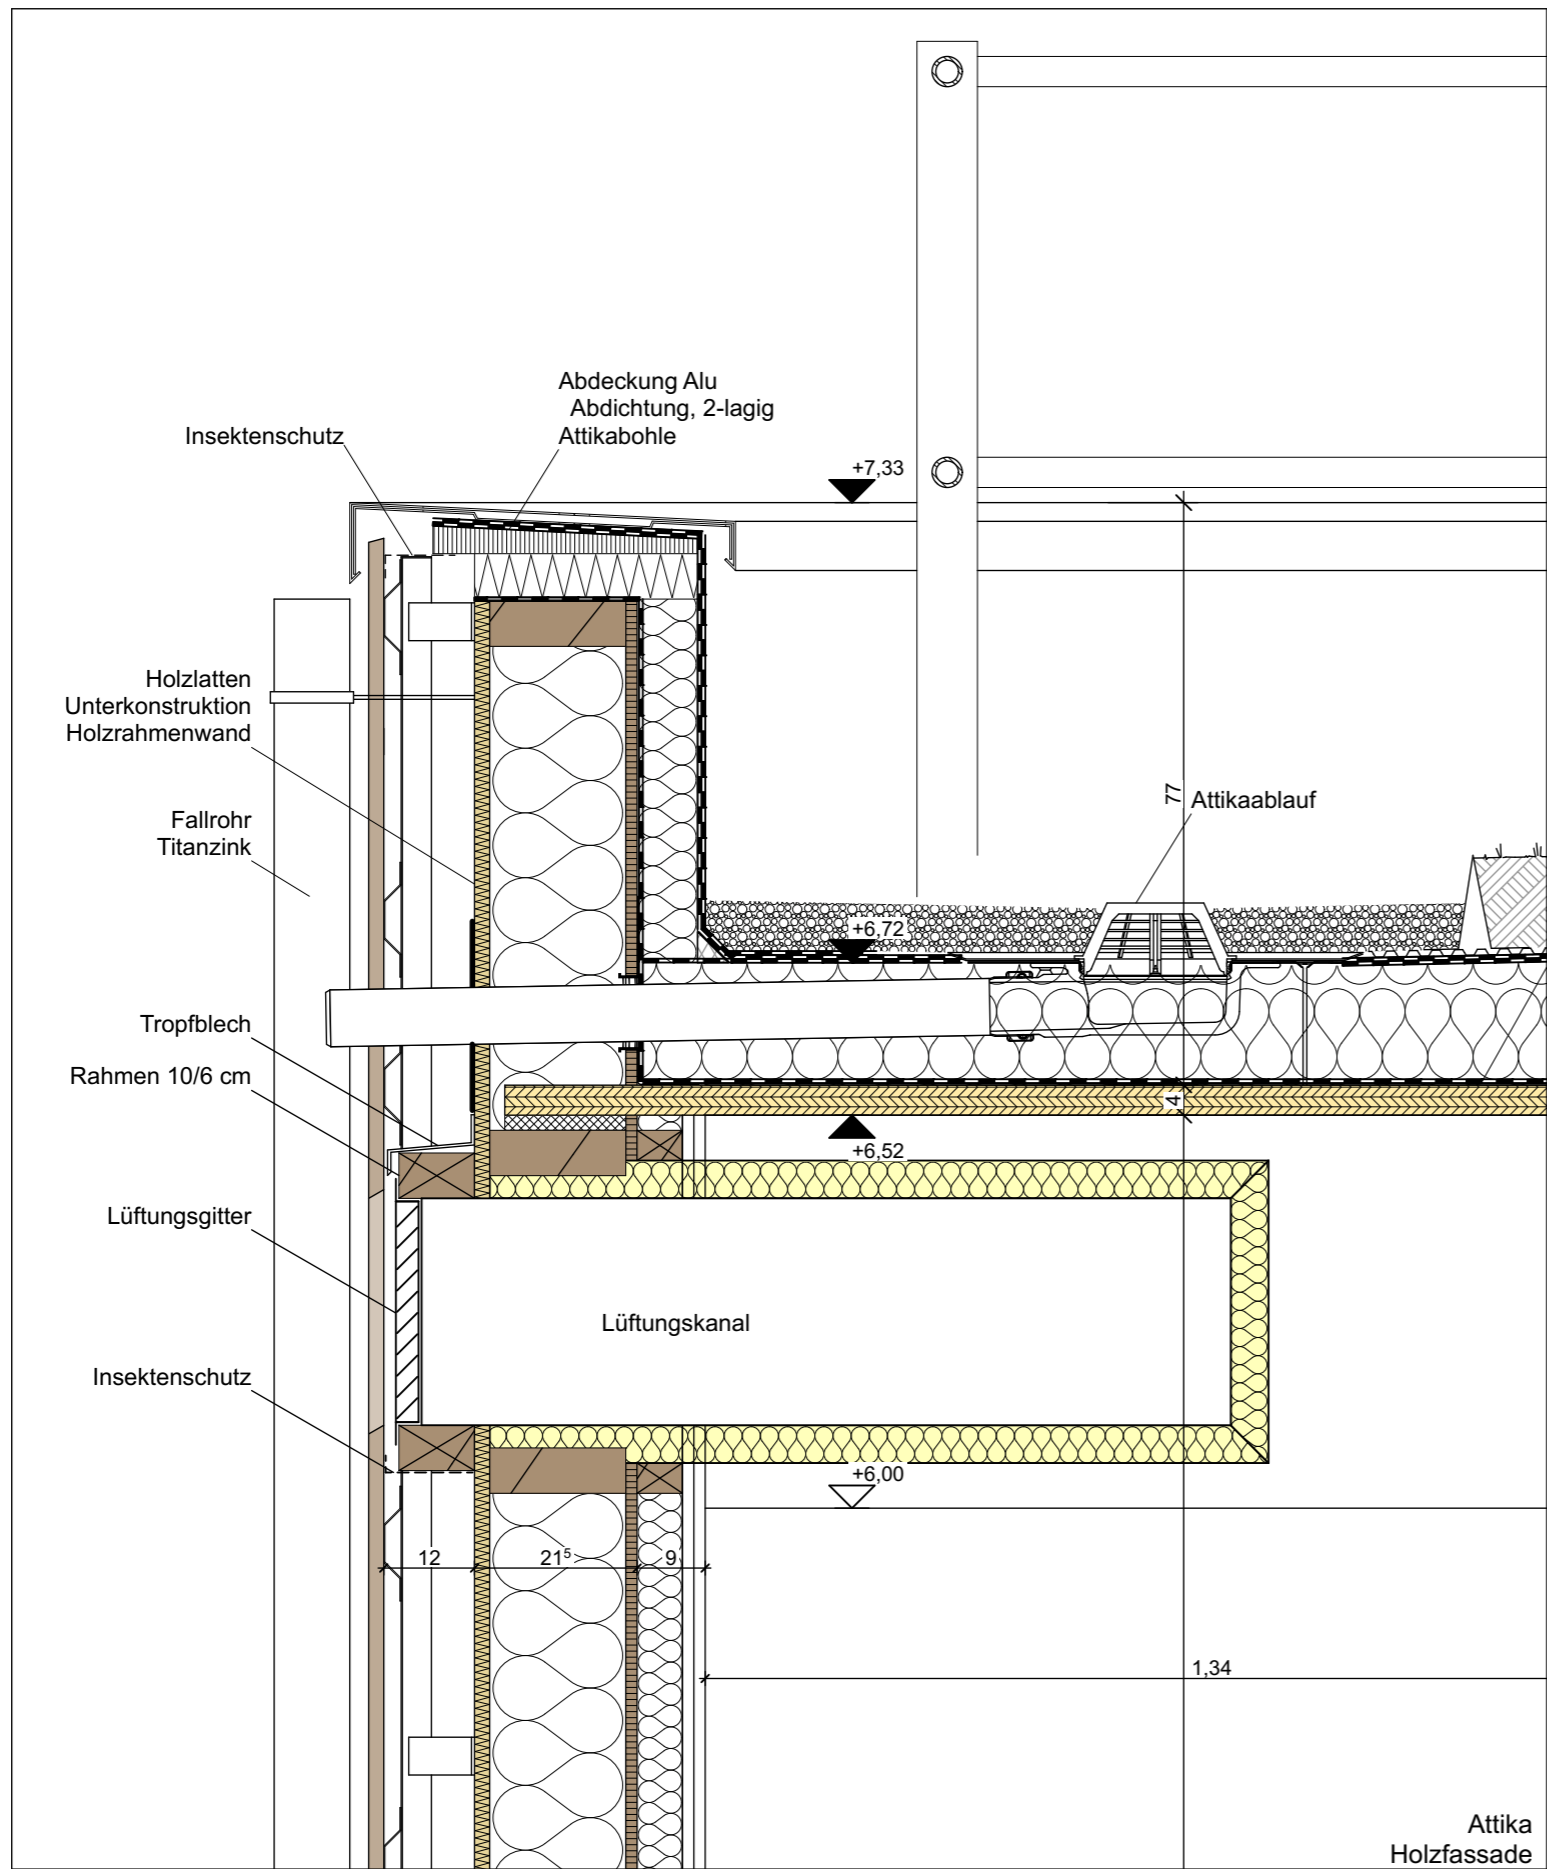 Abdeckung Alu
Abdichtung, 2-lagig
Attikabohle
Insektenschutz
+7,33
Holzlatten
Unterkonstruktion
Holzrahmenwand
77
Attikaablauf
Fallrohr
Titanzink
+6,72
Tropfblech
Rahmen 10/6 cm
4
+6,52
Lüftungsgitter
Lüftungskanal
Insektenschutz
+6,00
12
21⁵
9
1,34
Attika
Holzfassade